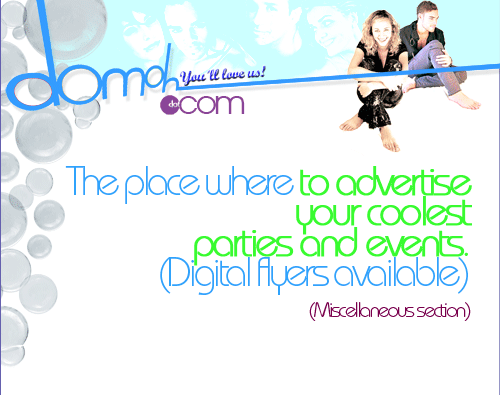 domoh
You'll love us!
dot com
The place where to advertise
your coolest
parties and events.
(Digital flyers available)
(Miscellaneous section)